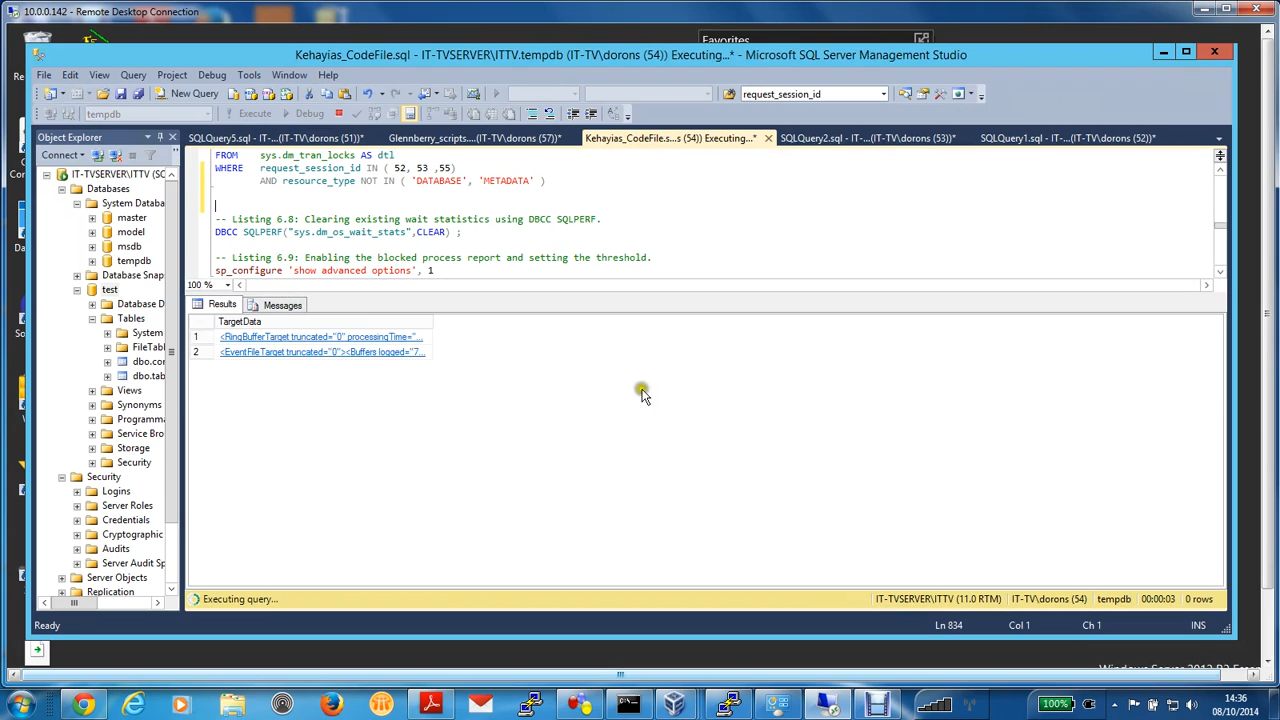 10.0.0.142 - Remote Desktop Connection
Favorites
Kehayias_CodeFile.sql - IT-TVSERVER\ITTV.tempdb (IT-TV\dorons (54)) Executing...* - Microsoft SQL Server Management Studio
File Edit View Query Project Debug Tools Window Help
New Query
request_session_id
tempdb
Execute
Debug
Object Explorer
SQLQuery5.sql - IT-...(IT-TV\dorons (51))*
Glennberry_scripts....(IT-TV\dorons (57))*
Kehayias_CodeFile.s...s (54)) Executing...*
SQLQuery2.sql - IT-...(IT-TV\dorons (53))*
SQLQuery1.sql - IT-...(IT-TV\dorons (52))*
Connect
IT-TVSERVER\ITTV (SQ
Databases
System Databa
master
model
msdb
tempdb
Database Snap
test
Database D
Tables
System
FileTab
dbo.cor
dbo.tab
Views
Synonyms
Programma
Service Bro
Storage
Security
Security
Logins
Server Roles
Credentials
Cryptographic
Audits
Server Audit Sp
Server Objects
Replication
FROM sys.dm_tran_locks AS dtl
WHERE request_session_id IN ( 52, 53 ,55)
AND resource_type NOT IN ( 'DATABASE', 'METADATA' )
-- Listing 6.8: Clearing existing wait statistics using DBCC SQLPERF.
DBCC SQLPERF("sys.dm_os_wait_stats",CLEAR) ;
-- Listing 6.9: Enabling the blocked process report and setting the threshold.
sp_configure 'show advanced options', 1
100 %
Results Messages
TargetData
1 <RingBufferTarget truncated="0" processingTime="...
2 <EventFileTarget truncated="0"><Buffers logged="7...
Executing query...
IT-TVSERVER\ITTV (11.0 RTM) IT-TV\dorons (54) tempdb 00:00:03 0 rows
Ready
Ln 834 Col 1 Ch 1 INS
100%
14:36
08/10/2014